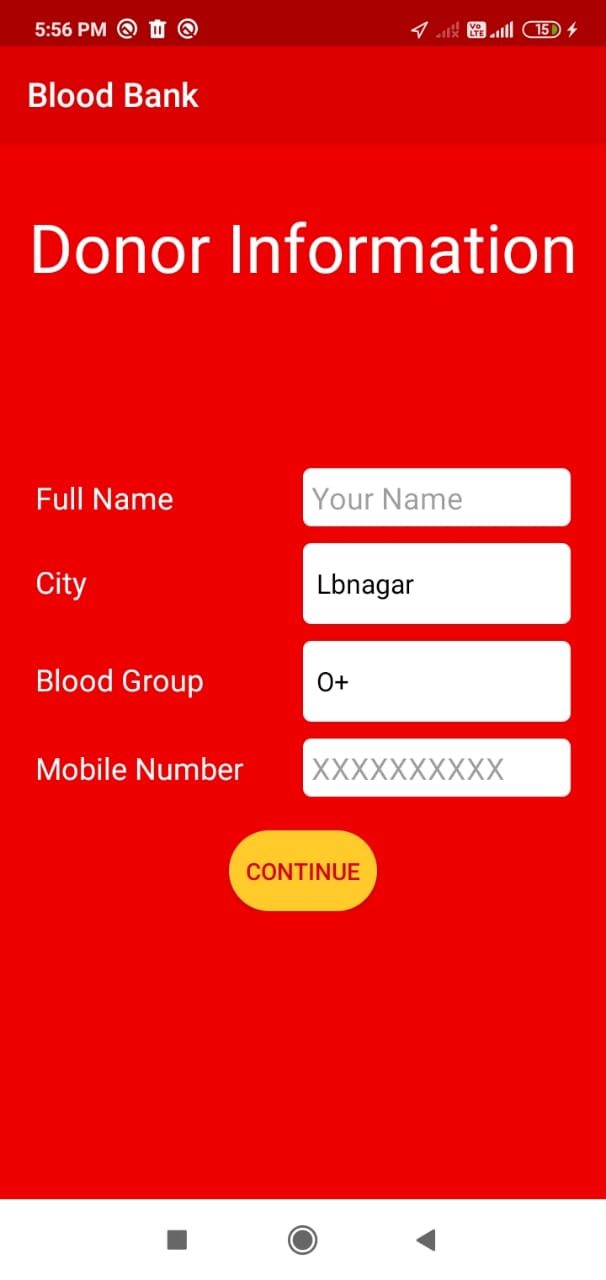 5:56 PM
Vo LTE
15
Blood Bank
Donor Information
Full Name Your Name
City Lbnagar
Blood Group O+
Mobile Number XXXXXXXXXX
CONTINUE